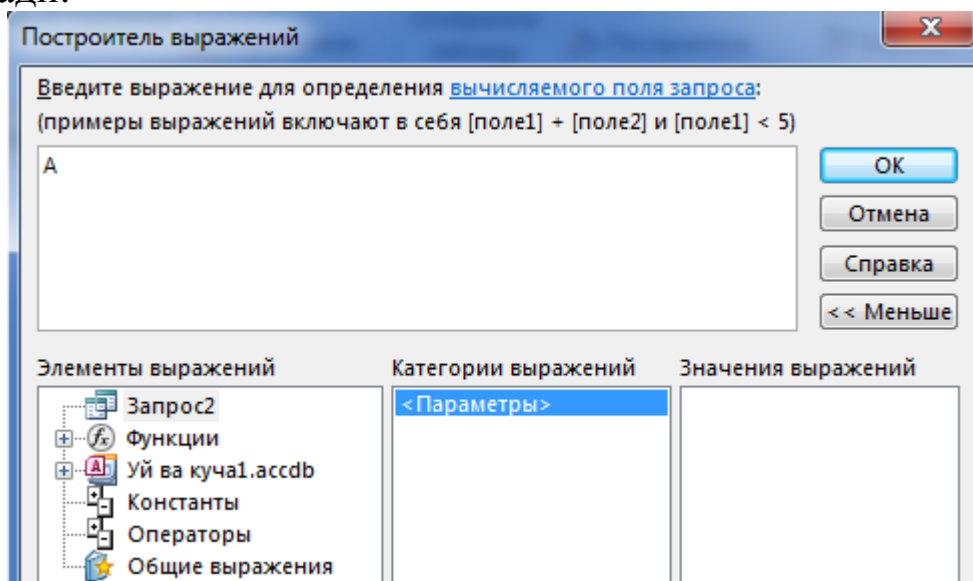 Построитель выражений
Введите выражение для определения вычисляемого поля запроса:
(примеры выражений включают в себя [поле1] + [поле2] и [поле1] < 5)
А
ОК
Отмена
Справка
<< Меньше
Элементы выражений
Категории выражений
Значения выражений
Запрос2
Функции
Уй ва куча1.accdb
Константы
Операторы
Общие выражения
<Параметры>